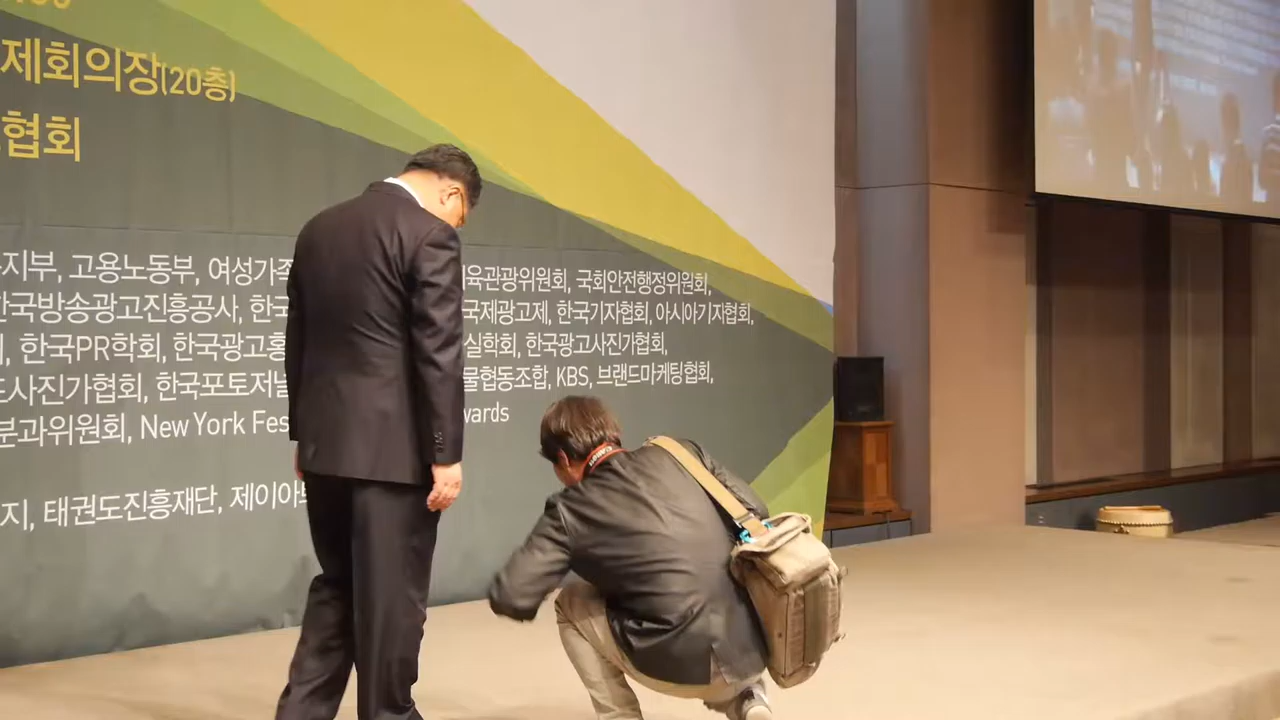 제회의장(20층)
협회
지부, 고용노동부, 여성가족 육관광위원회, 국회안전행정위원회,
한국방송광고진흥공사, 한국 국제광고제, 한국기자협회, 아시아기자협회,
한국PR학회, 한국광고홍 실학회, 한국광고사진가협회,
사진가협회, 한국포토저널 물협동조합, KBS, 브랜드마케팅협회,
분과위원회, New York Fes wards
지, 태권도진흥재단, 제이아트
Canon